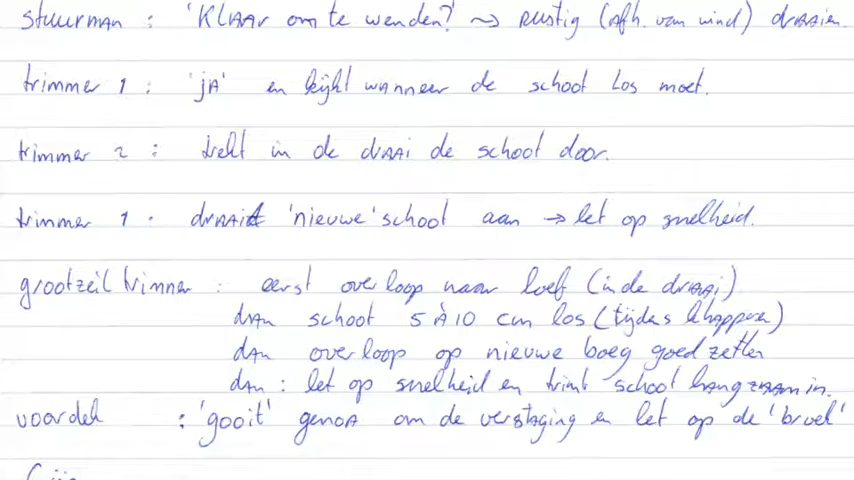 stuurman : 'Klaar om te wenden?' ⤳ rustig (afh. van wind) draaien
trimmer 1 : 'ja' en kijkt wanneer de schoot los moet.
trimmer 2 : trekt in de draai de schoot door.
trimmer 1 . draait 'nieuwe' schoot aan → let op snelheid.
grootzeil trimmer : eerst overloop naar loef (in de draai)
dan schoot 5 à 10 cm los (tijdens klapperen)
dan overloop op nieuwe boeg goed zetten
dan : let op snelheid en trimt schoot langzaam in.
voordek : 'gooit' genoa om de verstaging en let op de